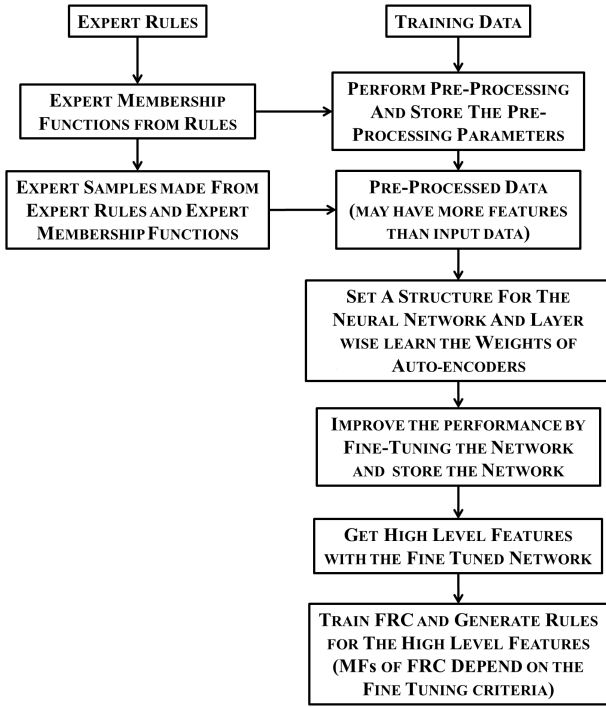 EXPERT RULES
EXPERT MEMBERSHIP
FUNCTIONS FROM RULES
EXPERT SAMPLES MADE FROM
EXPERT RULES AND EXPERT
MEMBERSHIP FUNCTIONS
TRAINING DATA
PERFORM PRE-PROCESSING
AND STORE THE PRE-
PROCESSING PARAMETERS
PRE-PROCESSED DATA
(MAY HAVE MORE FEATURES
THAN INPUT DATA)
SET A STRUCTURE FOR THE
NEURAL NETWORK AND LAYER
WISE LEARN THE WEIGHTS OF
AUTO-ENCODERS
IMPROVE THE PERFORMANCE BY
FINE-TUNING THE NETWORK
AND STORE THE NETWORK
GET HIGH LEVEL FEATURES
WITH THE FINE TUNED NETWORK
TRAIN FRC AND GENERATE RULES
FOR THE HIGH LEVEL FEATURES
(MFS OF FRC DEPEND ON THE
FINE TUNING CRITERIA)